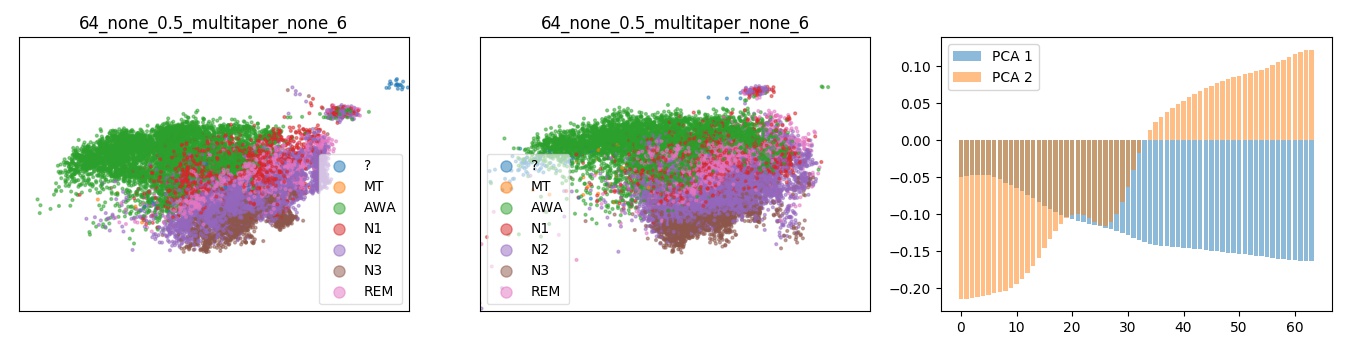 64_none_0.5_multitaper_none_6
?
MT
AWA
N1
N2
N3
REM
64_none_0.5_multitaper_none_6
?
MT
AWA
N1
N2
N3
REM
PCA 1
PCA 2
0.10
0.05
0.00
−0.05
−0.10
−0.15
−0.20
0 10 20 30 40 50 60